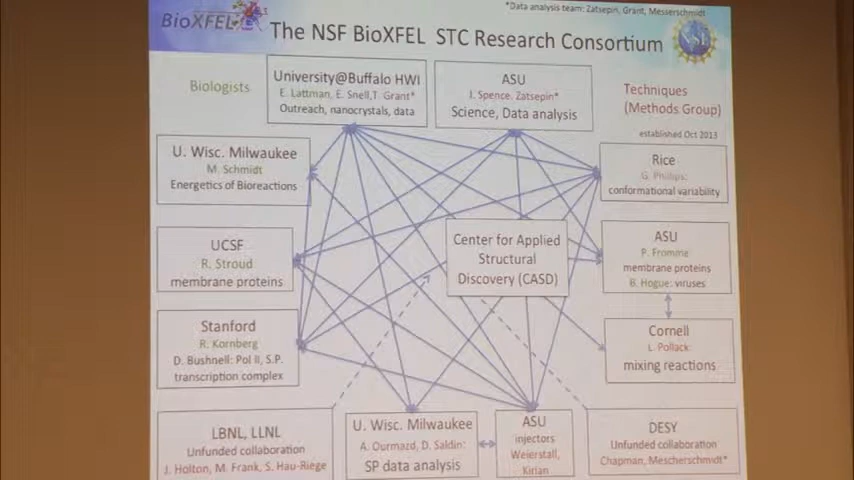 *Data analysis team: Zatsepin, Grant, Messerschmidt
BioXFEL
The NSF BioXFEL STC Research Consortium
NSF
Biologists
University@Buffalo HWI
E. Lattman, E. Snell,T. Grant*
Outreach, nanocrystals, data
ASU
J. Spence, Zatsepin*
Science, Data analysis
Techniques
(Methods Group)
established Oct 2013
U. Wisc. Milwaukee
M. Schmidt
Energetics of Bioreactions
Rice
G. Phillips:
conformational variability
UCSF
R. Stroud
membrane proteins
Center for Applied
Structural
Discovery (CASD)
ASU
P. Fromme
membrane proteins
B. Hogue: viruses
Stanford
R. Kornberg
D. Bushnell: Pol II, S.P.
transcription complex
Cornell
L. Pollack:
mixing reactions
LBNL, LLNL
Unfunded collaboration
J. Holton, M. Frank, S. Hau-Riege
U. Wisc. Milwaukee
A. Ourmazd, D. Saldin:
SP data analysis
ASU
injectors
Weierstall,
Kirian
DESY
Unfunded collaboration
Chapman, Mescherschmidt*